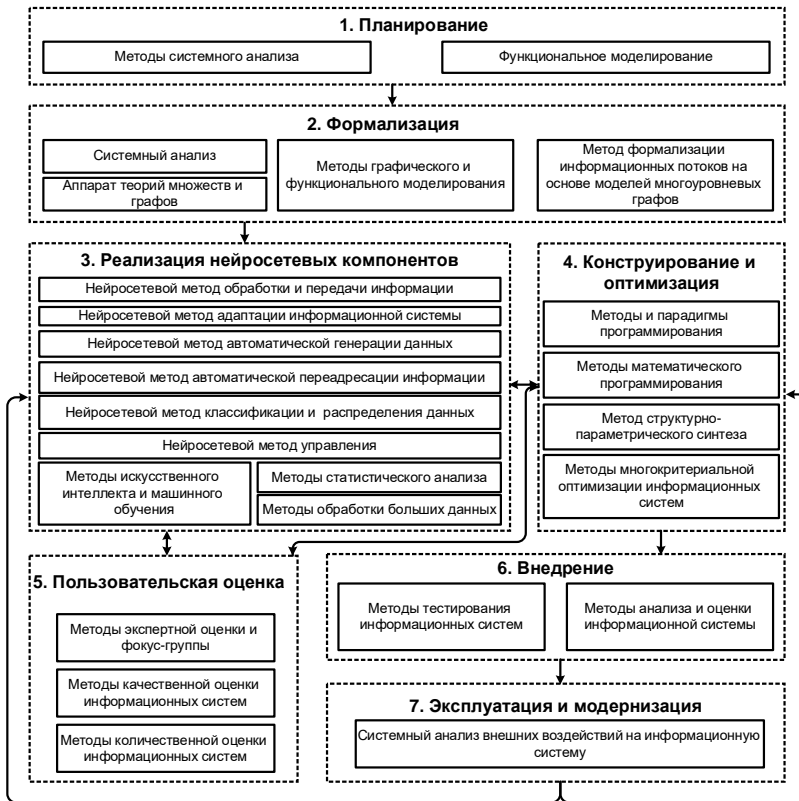 1. Планирование
Методы системного анализа
Функциональное моделирование
2. Формализация
Системный анализ
Аппарат теорий множеств и
графов
Методы графического и
функционального моделирования
Метод формализации
информационных потоков на
основе моделей многоуровневых
графов
3. Реализация нейросетевых компонентов
Нейросетевой метод обработки и передачи информации
Нейросетевой метод адаптации информационной системы
Нейросетевой метод автоматической генерации данных
Нейросетевой метод автоматической переадресации информации
Нейросетевой метод классификации и распределения данных
Нейросетевой метод управления
Методы искусственного
интеллекта и машинного
обучения
Методы статистического анализа
Методы обработки больших данных
4. Конструирование и
оптимизация
Методы и парадигмы
программирования
Методы математического
программирования
Метод структурно-
параметрического синтеза
Методы многокритериальной
оптимизации информационных
систем
5. Пользовательская оценка
Методы экспертной оценки и
фокус-группы
Методы качественной оценки
информационных систем
Методы количественной оценки
информационных систем
6. Внедрение
Методы тестирования
информационных систем
Методы анализа и оценки
информационной системы
7. Эксплуатация и модернизация
Системный анализ внешних воздействий на информационную
систему